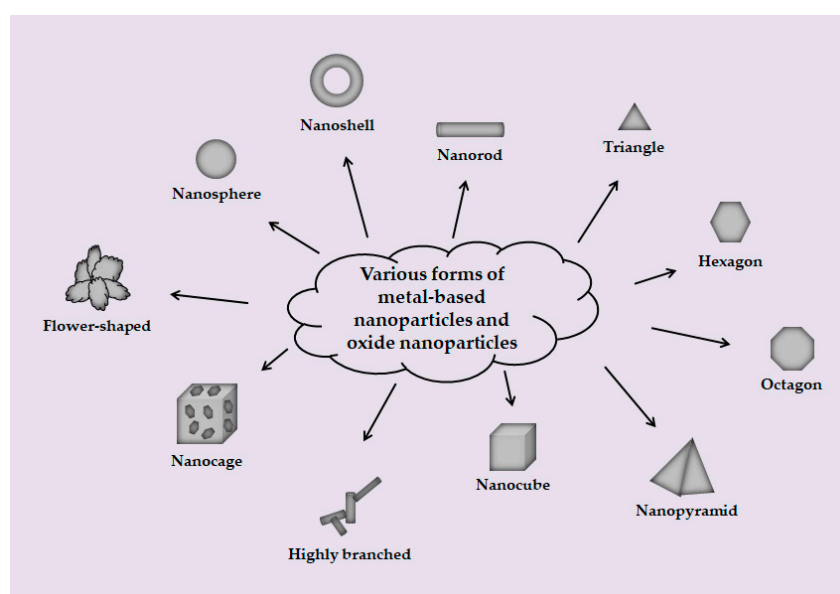 Nanoshell
Nanorod
Triangle
Nanosphere
Hexagon
Various forms of
metal-based
nanoparticles and
oxide nanoparticles
Flower-shaped
Octagon
Nanocage
Nanocube
Nanopyramid
Highly branched